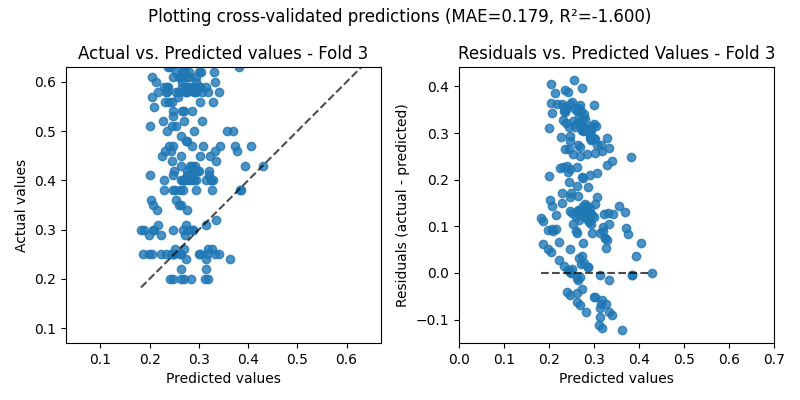 Plotting cross-validated predictions (MAE=0.179, R²=-1.600)
Actual vs. Predicted values - Fold 3
0.6
0.5
0.4
0.3
0.2
0.1
Actual values
0.1 0.2 0.3 0.4 0.5 0.6
Predicted values
Residuals vs. Predicted Values - Fold 3
0.4
0.3
0.2
0.1
0.0
−0.1
Residuals (actual - predicted)
0.0 0.1 0.2 0.3 0.4 0.5 0.6 0.7
Predicted values